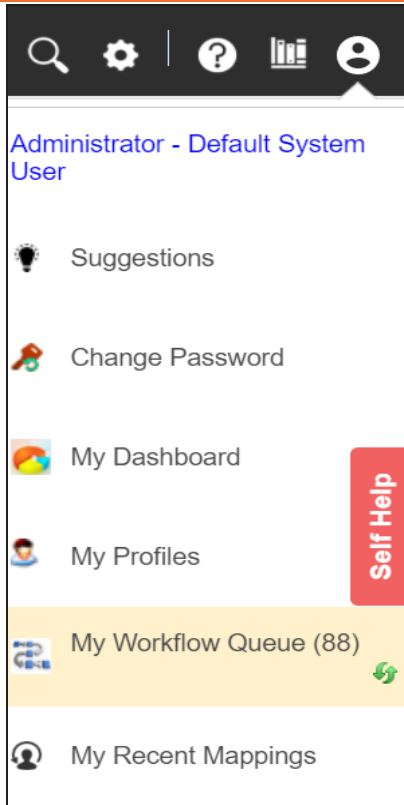 Administrator - Default System
User
Suggestions
Change Password
My Dashboard
Self Help
My Profiles
My Workflow Queue (88)
My Recent Mappings